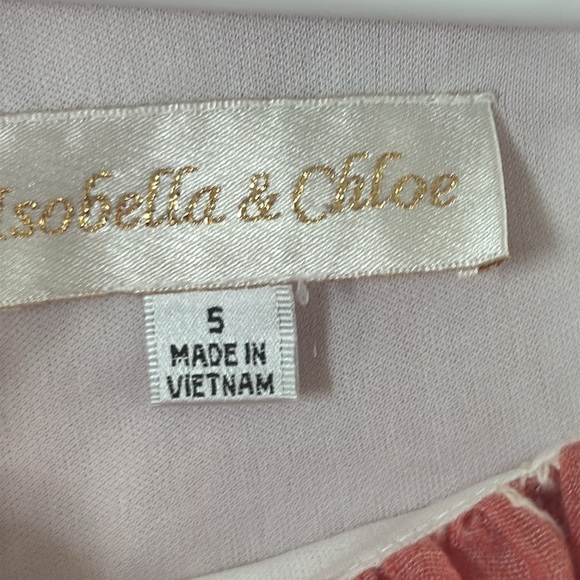 Isobella & Chloe
5
MADE IN
VIETNAM